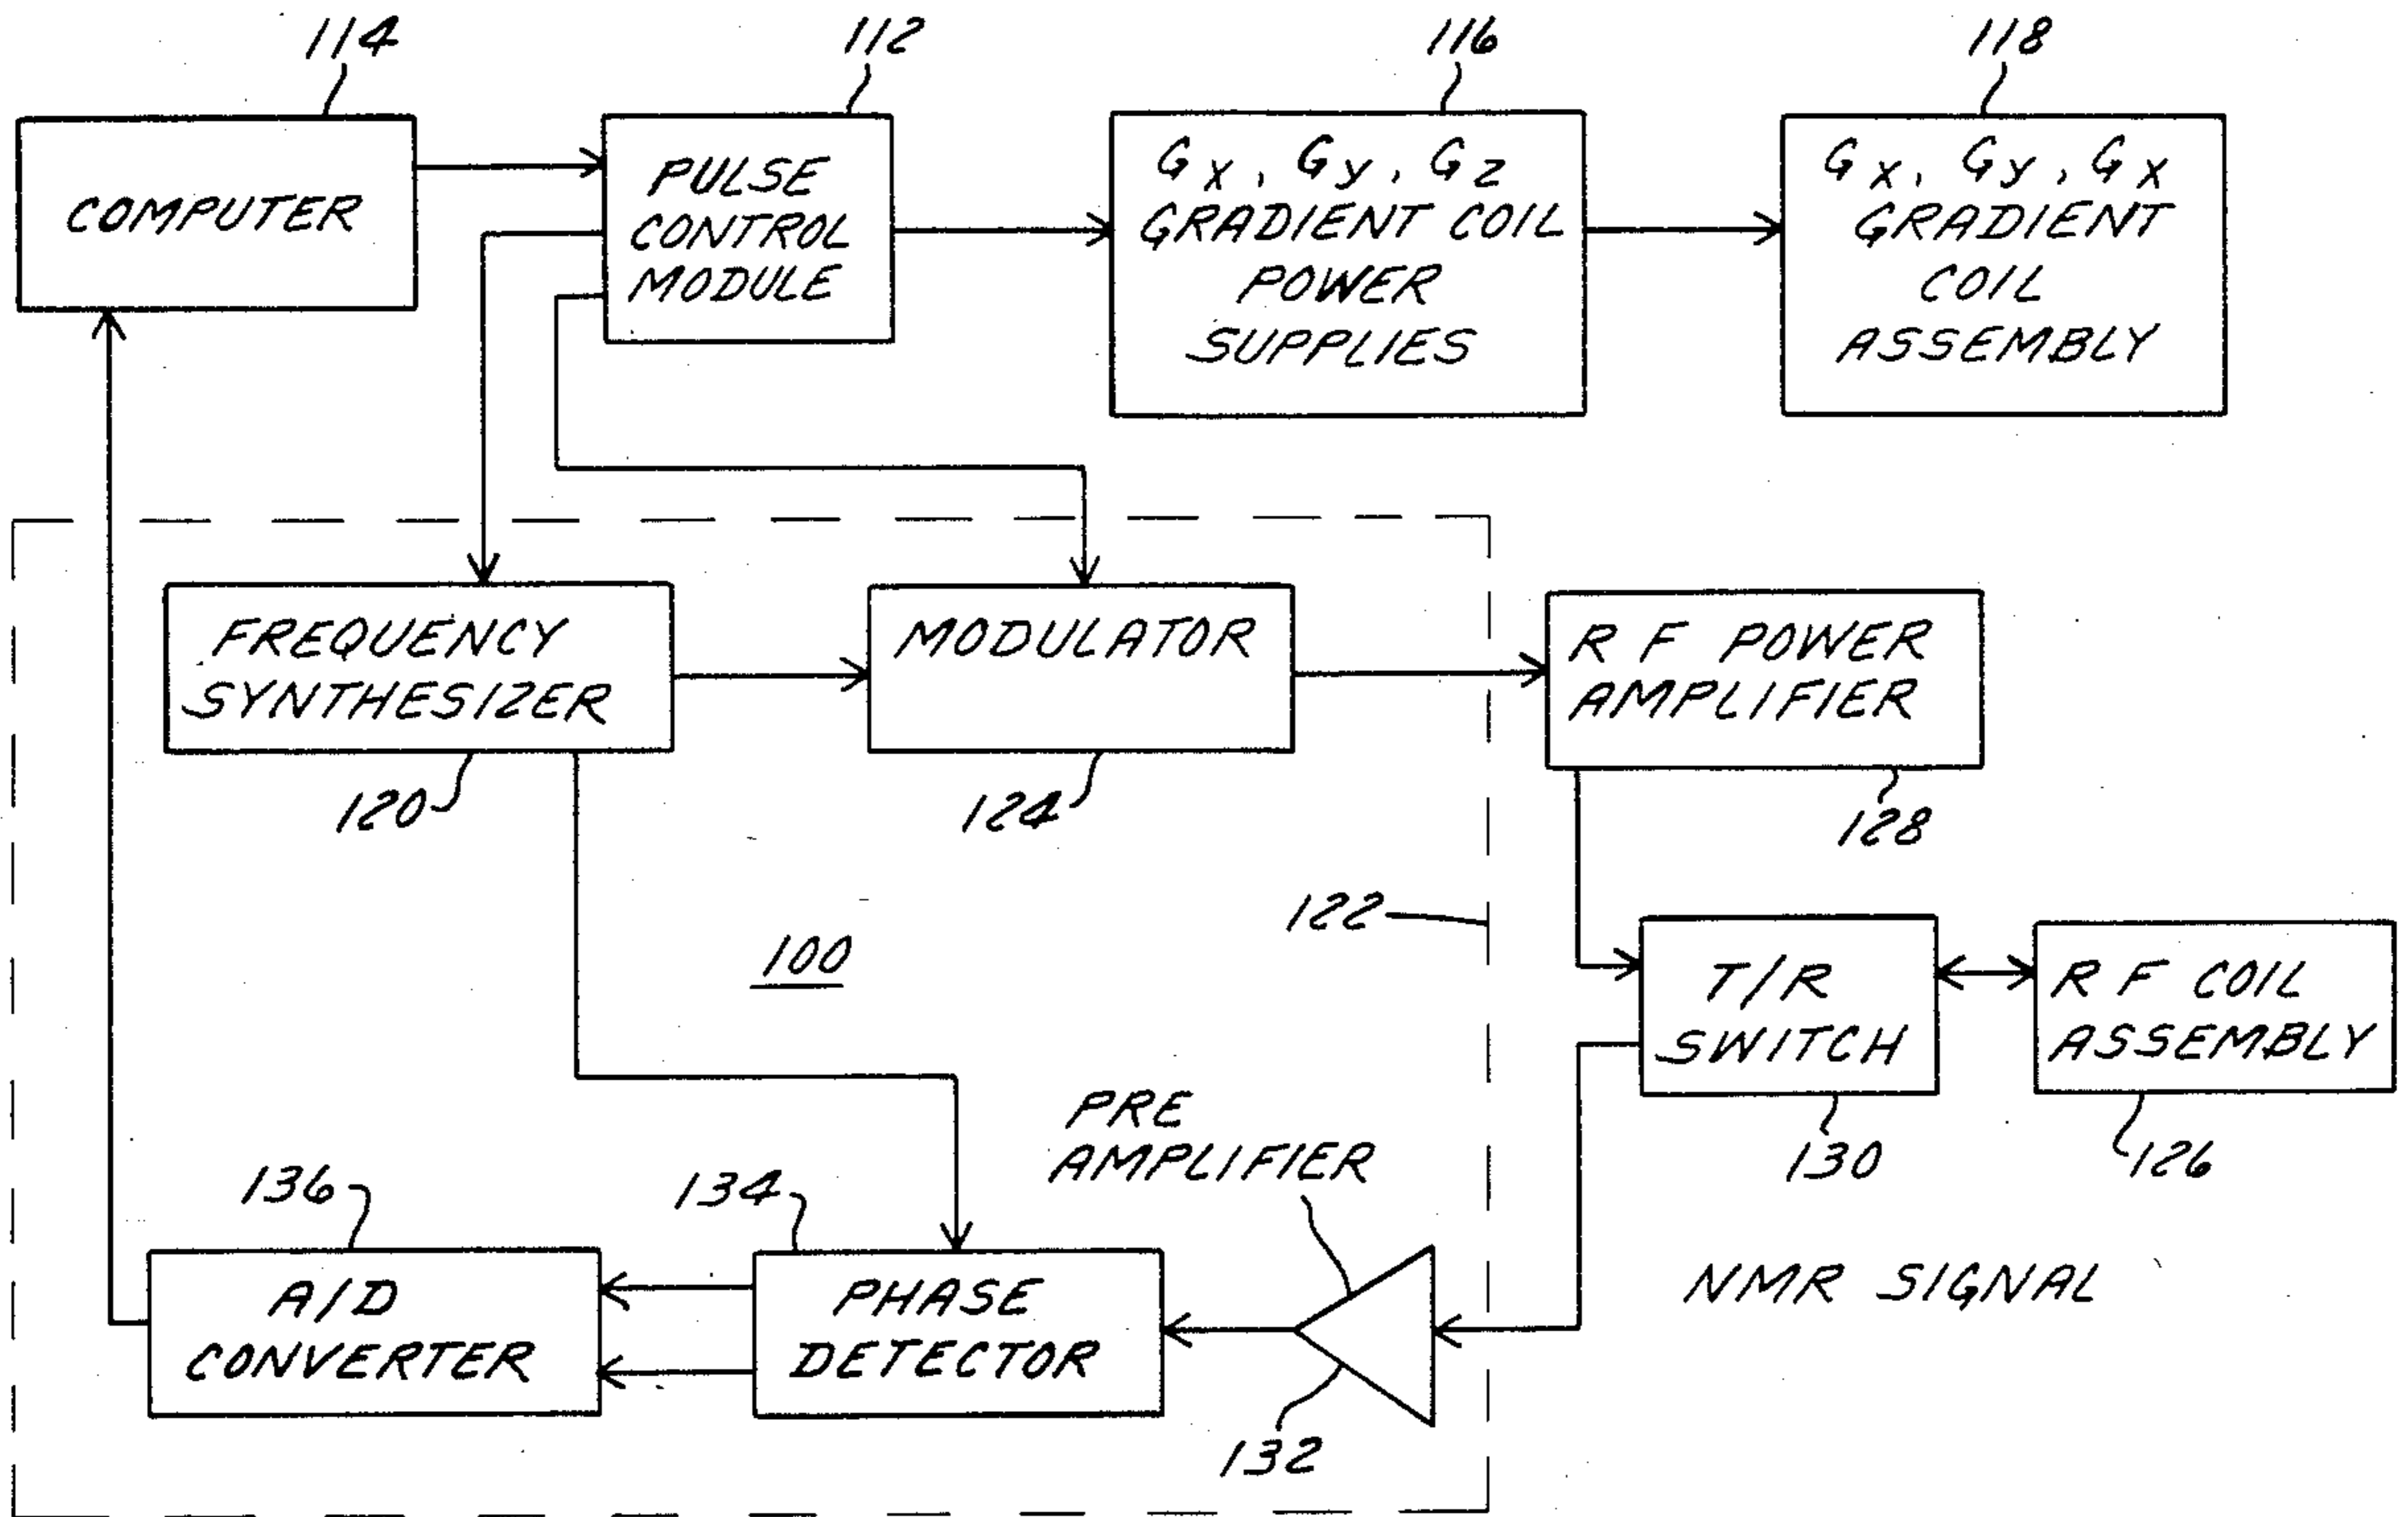 114
112
116
118
COMPUTER
PULSE
CONTROL
MODULE
GX, GY, GZ
GRADIENT COIL
POWER
SUPPLIES
GX, GY, GX
GRADIENT
COIL
ASSEMBLY
FREQUENCY
SYNTHESIZER
MODULATOR
RF POWER
AMPLIFIER
120
124
128
122
100
T/R
SWITCH
RF COIL
ASSEMBLY
130
126
PRE
AMPLIFIER
136
134
A/D
CONVERTER
PHASE
DETECTOR
NMR SIGNAL
132